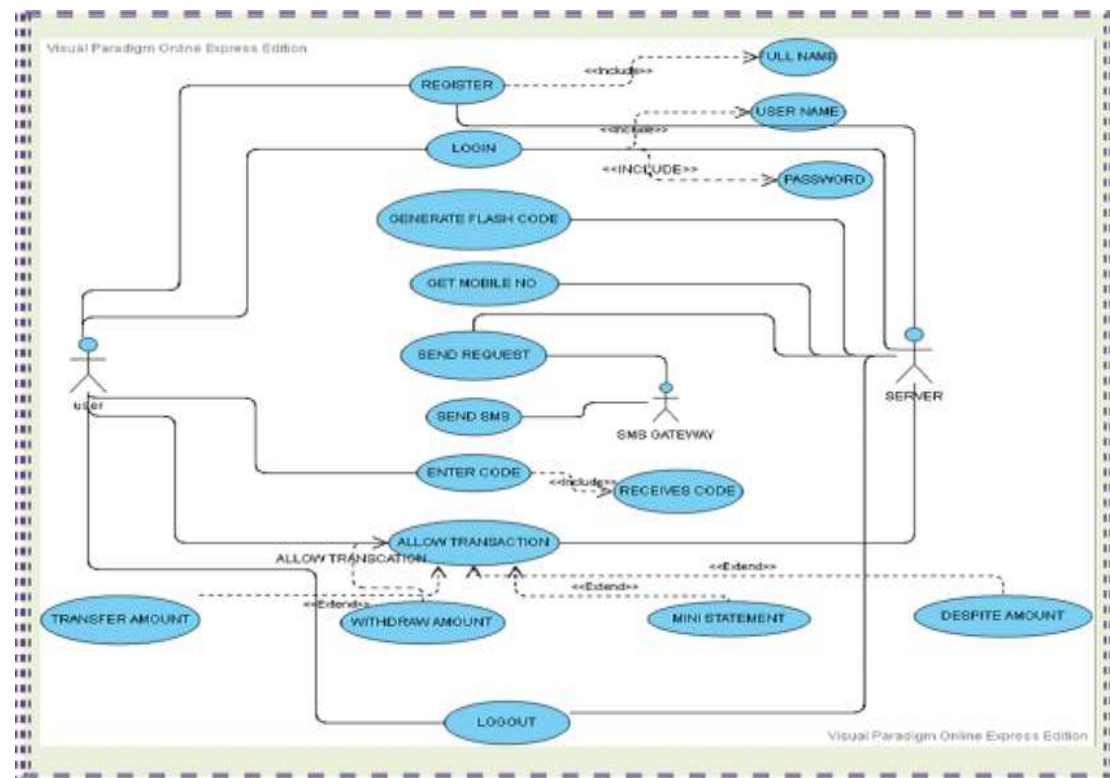 Visual Paradigm Online Express Edition
FULL NAME
<<Include>>
REGISTER
USER NAME
<<Include>>
LOGIN
<<INCLUDE>>
PASSWORD
GENERATE FLASH CODE
GET MOBILE NO
SEND REQUEST
user
SERVER
SEND SMS
SMS GATEWAY
ENTER CODE
<<Include>>
RECEIVES CODE
ALLOW TRANSACTION
ALLOW TRANSCATION
<<Extend>>
<<Extend>>
<<Extend>>
TRANSFER AMOUNT
WITHDRAW AMOUNT
MINI STATEMENT
DESPITE AMOUNT
LOGOUT
Visual Paradigm Online Express Edition